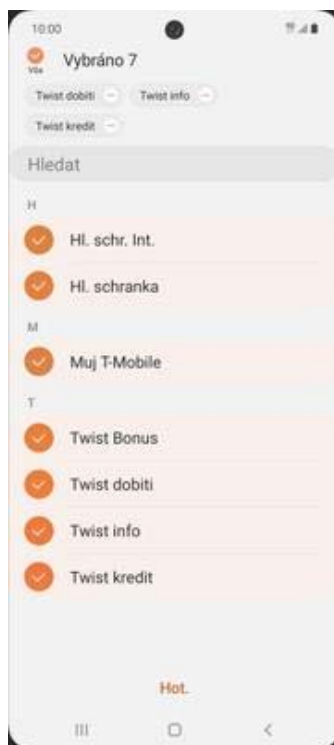 10:00
Vybráno 7
Vše
Twist dobiti
Twist info
Twist kredit
Hledat
H
Hl. schr. Int.
Hl. schranka
M
Muj T-Mobile
T
Twist Bonus
Twist dobiti
Twist info
Twist kredit
Hot.